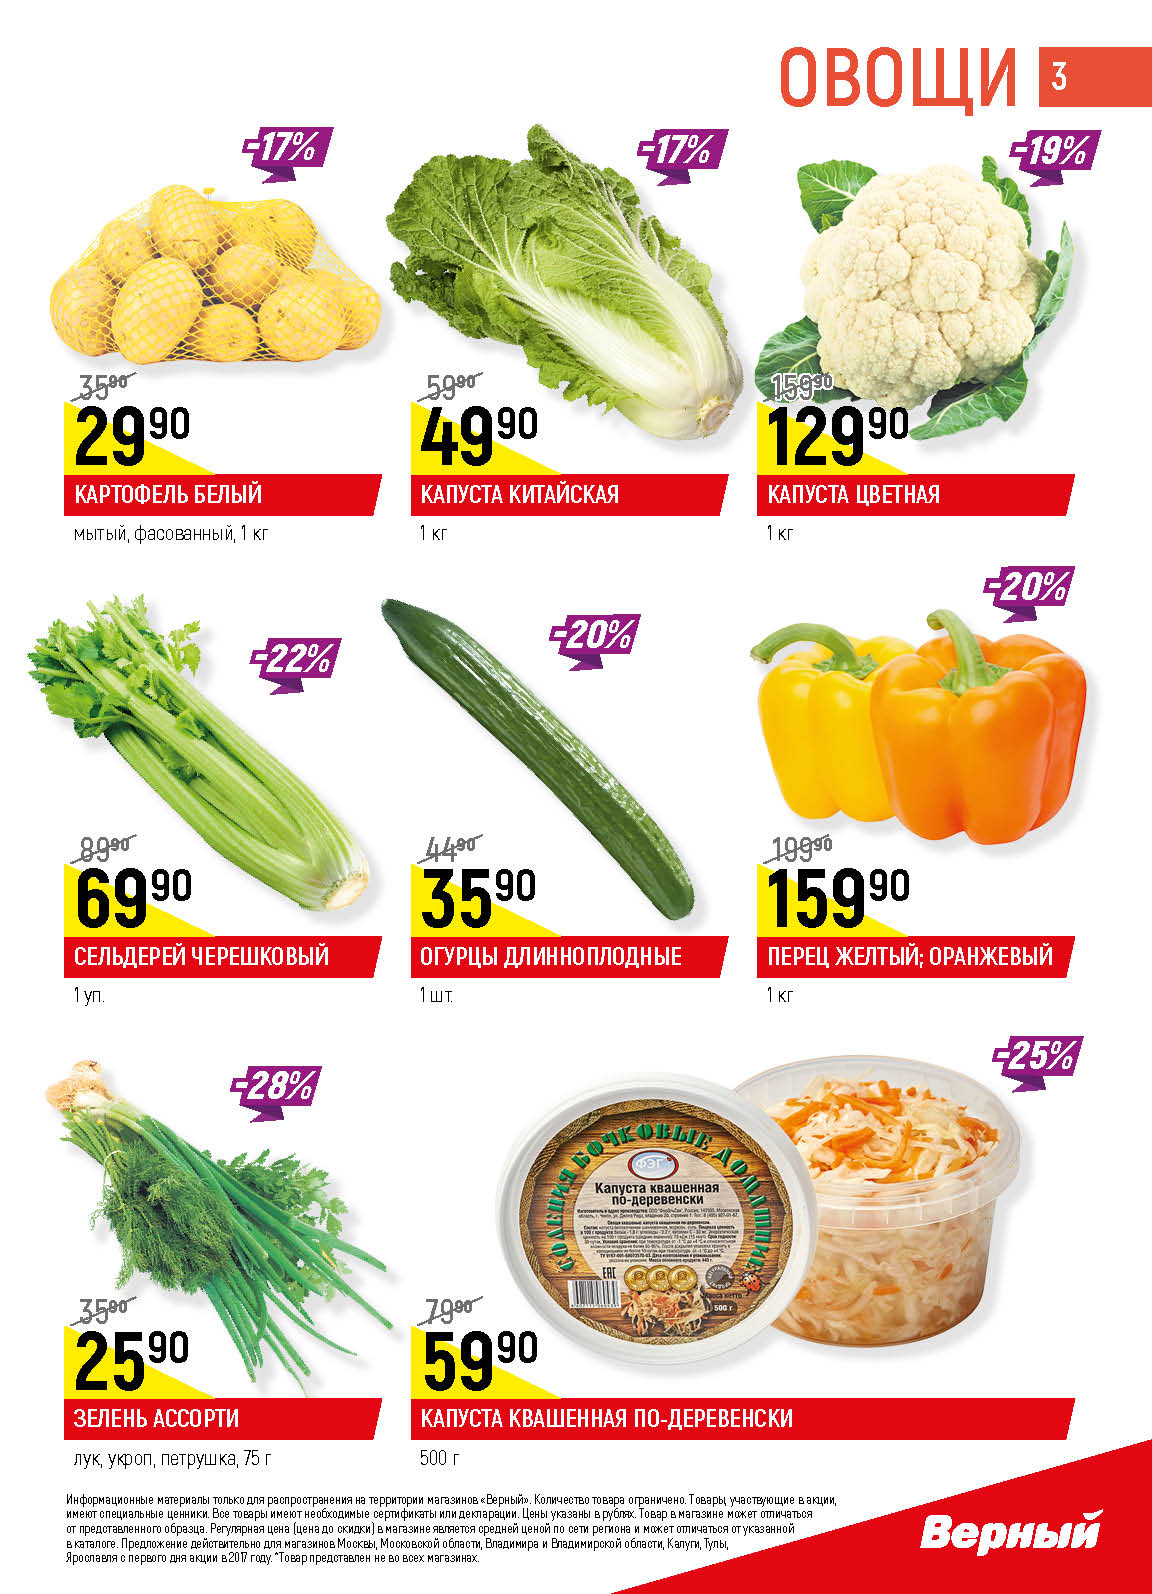 ОВОЩИ 3
-17%
35⁹⁰
29⁹⁰
КАРТОФЕЛЬ БЕЛЫЙ
мытый, фасованный, 1 кг
-17%
59⁹⁰
49⁹⁰
КАПУСТА КИТАЙСКАЯ
1 кг
-19%
159⁹⁰
129⁹⁰
КАПУСТА ЦВЕТНАЯ
1 кг
-22%
89⁹⁰
69⁹⁰
СЕЛЬДЕРЕЙ ЧЕРЕШКОВЫЙ
1 уп.
-20%
44⁹⁰
35⁹⁰
ОГУРЦЫ ДЛИННОПЛОДНЫЕ
1 шт.
-20%
199⁹⁰
159⁹⁰
ПЕРЕЦ ЖЕЛТЫЙ; ОРАНЖЕВЫЙ
1 кг
-28%
35⁹⁰
25⁹⁰
ЗЕЛЕНЬ АССОРТИ
лук, укроп, петрушка, 75 г
-25%
СОЛЕНИЯ БОЧКОВЫЕ ДОМАШНИЕ
ФЭГ
Капуста квашенная
по-деревенски
Масса нетто
500 г
79⁹⁰
59⁹⁰
КАПУСТА КВАШЕННАЯ ПО-ДЕРЕВЕНСКИ
500 г
Информационные материалы только для распространения на территории магазинов «Верный». Количество товара ограничено. Товары, участвующие в акции,
имеют специальные ценники. Все товары имеют необходимые сертификаты или декларации. Цены указаны в рублях. Товар в магазине может отличаться
от представленного образца. Регулярная цена (цена до скидки) в магазине является средней ценой по сети региона и может отличаться от указанной
в каталоге. Предложение действительно для магазинов Москвы, Московской области, Владимира и Владимирской области, Калуги, Тулы,
Ярославля с первого дня акции в 2017 году. *Товар представлен не во всех магазинах.
Верный